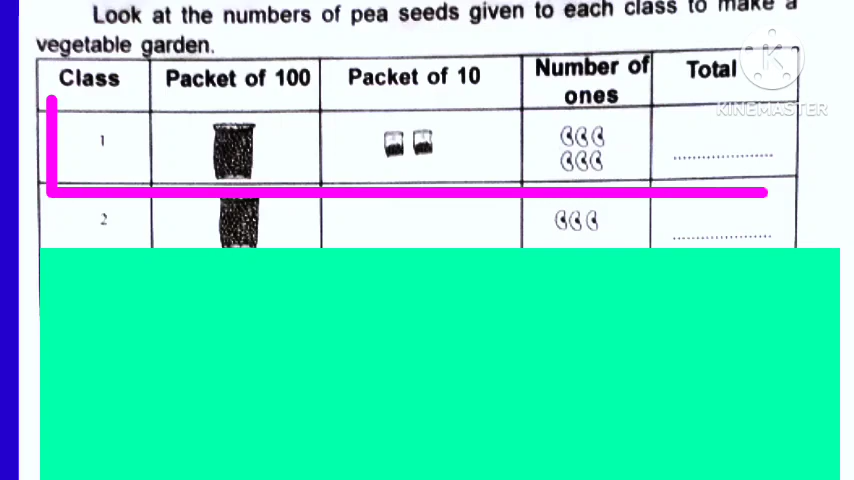 Look at the numbers of pea seeds given to each class to make a
vegetable garden.
Class Packet of 100 Packet of 10 Number of ones Total
1 ....................
2 ....................
K
KINEMASTER